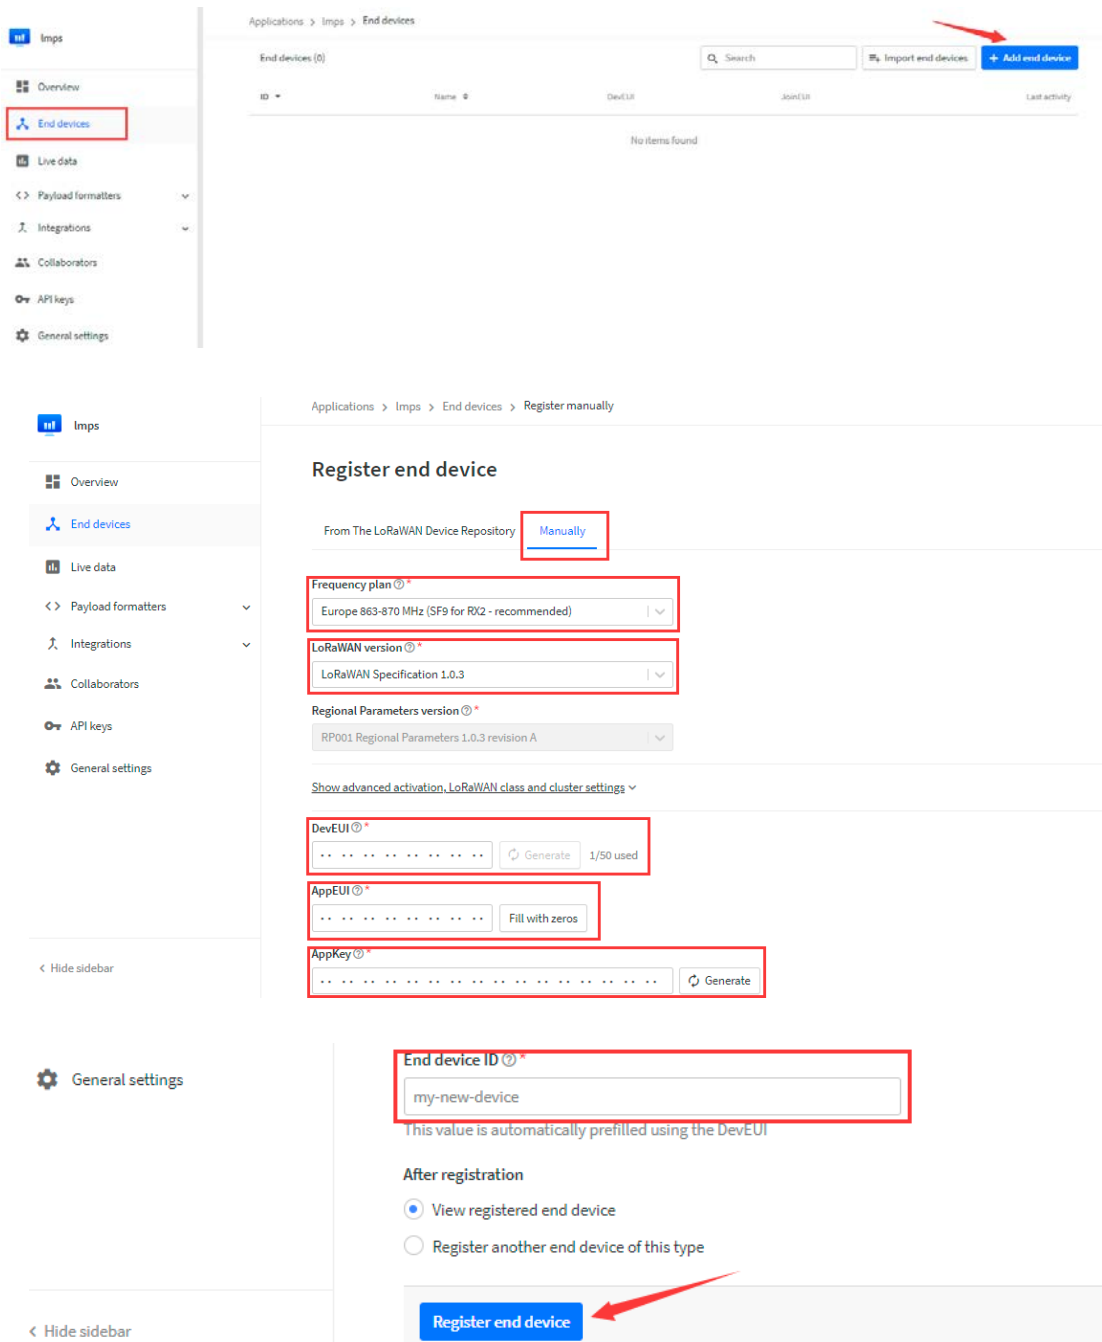 Applications > lmps > End devices
lmps
End devices (0)
Search
Import end devices
+ Add end device
Overview
ID
Name
DevEUI
JoinEUI
Last activity
End devices
No items found
Live data
Payload formatters
Integrations
Collaborators
API keys
General settings
Applications > lmps > End devices > Register manually
lmps
Register end device
Overview
End devices
From The LoRaWAN Device Repository
Manually
Live data
Frequency plan *
Payload formatters
Europe 863-870 MHz (SF9 for RX2 - recommended)
Integrations
LoRaWAN version *
LoRaWAN Specification 1.0.3
Collaborators
Regional Parameters version *
API keys
RP001 Regional Parameters 1.0.3 revision A
General settings
Show advanced activation, LoRaWAN class and cluster settings
DevEUI *
Generate
1/50 used
AppEUI *
Fill with zeros
AppKey *
< Hide sidebar
Generate
End device ID *
General settings
my-new-device
This value is automatically prefilled using the DevEUI
After registration
View registered end device
Register another end device of this type
Register end device
< Hide sidebar